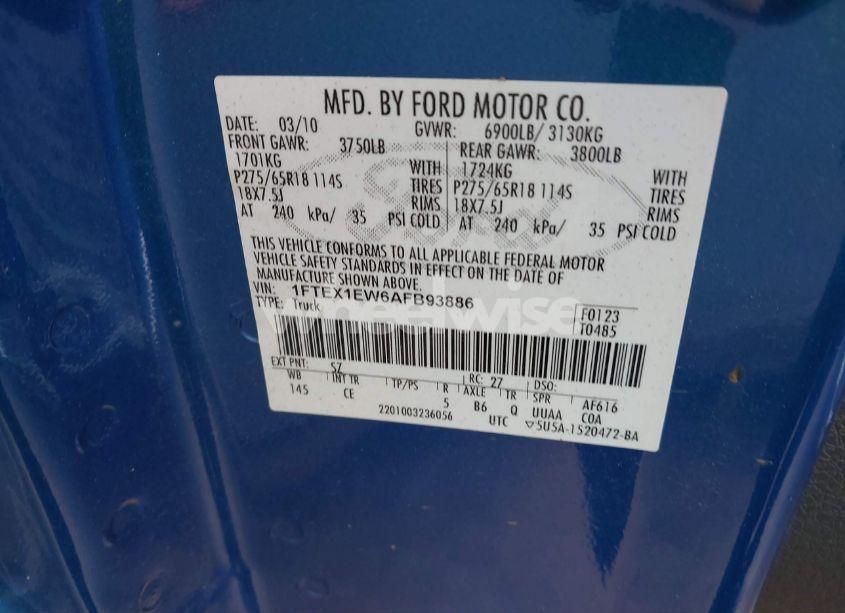 MFD. BY FORD MOTOR CO.
DATE: 03/10 GVWR: 6900LB/ 3130KG
FRONT GAWR: 3750LB REAR GAWR: 3800LB
1701KG WITH 1724KG WITH
P275/65R18 114S TIRES P275/65R18 114S TIRES
18X7.5J RIMS 18X7.5J RIMS
AT 240 kPa/ 35 PSI COLD AT 240 kPa/ 35 PSI COLD
THIS VEHICLE CONFORMS TO ALL APPLICABLE FEDERAL MOTOR
VEHICLE SAFETY STANDARDS IN EFFECT ON THE DATE OF
MANUFACTURE SHOWN ABOVE.
VIN: 1FTEX1EW6AFB93886
TYPE: Truck
F0123
T0485
wheelwise
EXT PNT: SZ RC: 27 DSO:
WB INT TR TP/PS R AXLE TR SPR AF616
145 CE 5 B6 Q UUAA COA
2201003236056 UTC ▽5U5A-1520472-BA
Ford